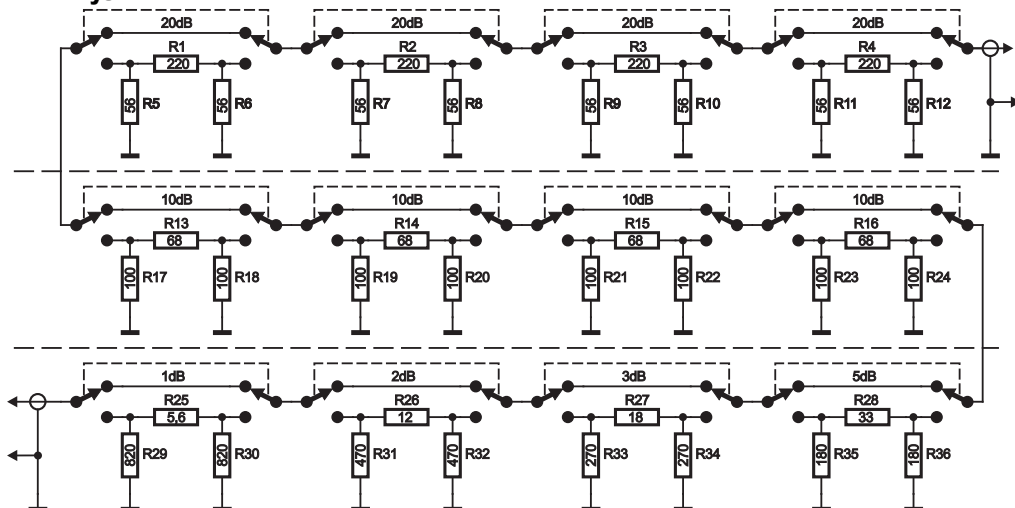 20dB 20dB 20dB 20dB
R1 R2 R3 R4
220 220 220 220
56 R5 56 R6 56 R7 56 R8 56 R9 56 R10 56 R11 56 R12
10dB 10dB 10dB 10dB
R13 R14 R15 R16
68 68 68 68
100 R17 100 R18 100 R19 100 R20 100 R21 100 R22 100 R23 100 R24
1dB 2dB 3dB 5dB
R25 R26 R27 R28
5,6 12 18 33
820 R29 820 R30 470 R31 470 R32 270 R33 270 R34 180 R35 180 R36